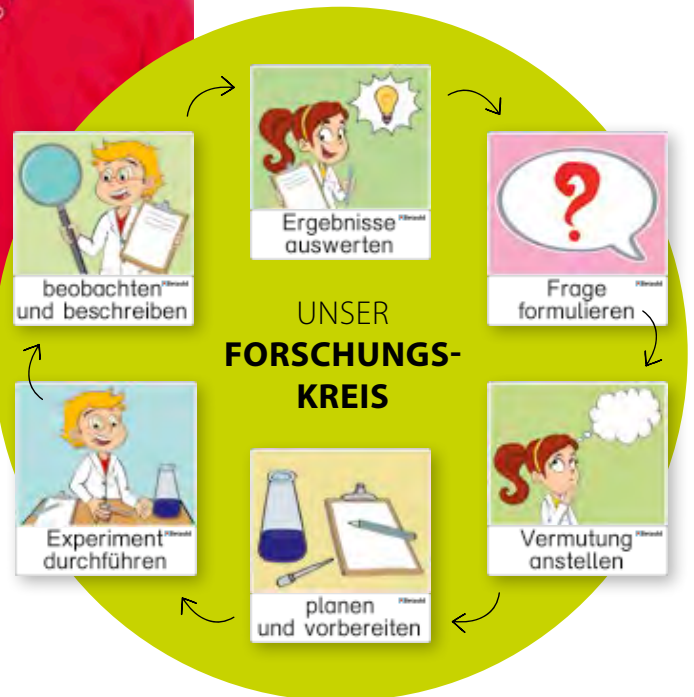 Ergebnisse
auswerten
Frage
formulieren
Vermutung
anstellen
planen
und vorbereiten
Experiment
durchführen
beobachten
und beschreiben
UNSER
FORSCHUNGS-
KREIS